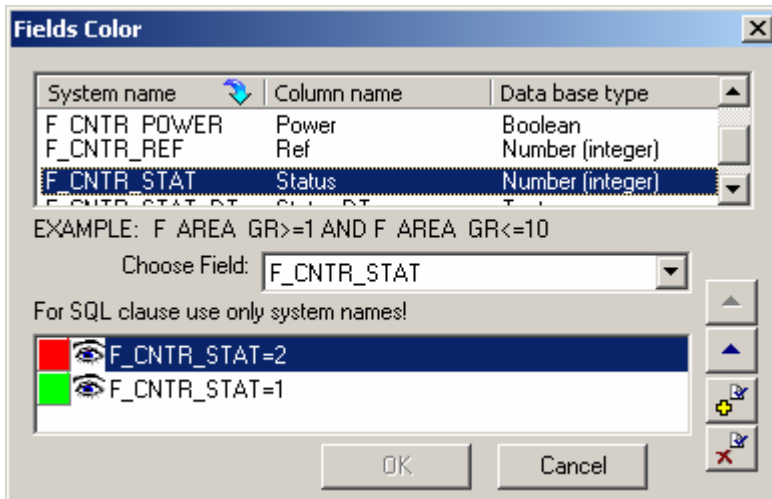 Fields Color
System name Column name Data base type
F_CNTR_POWER Power Boolean
F_CNTR_REF Ref Number (integer)
F_CNTR_STAT Status Number (integer)
EXAMPLE: F_AREA_GR>=1 AND F_AREA_GR<=10
Choose Field: F_CNTR_STAT
For SQL clause use only system names!
F_CNTR_STAT=2
F_CNTR_STAT=1
OK Cancel